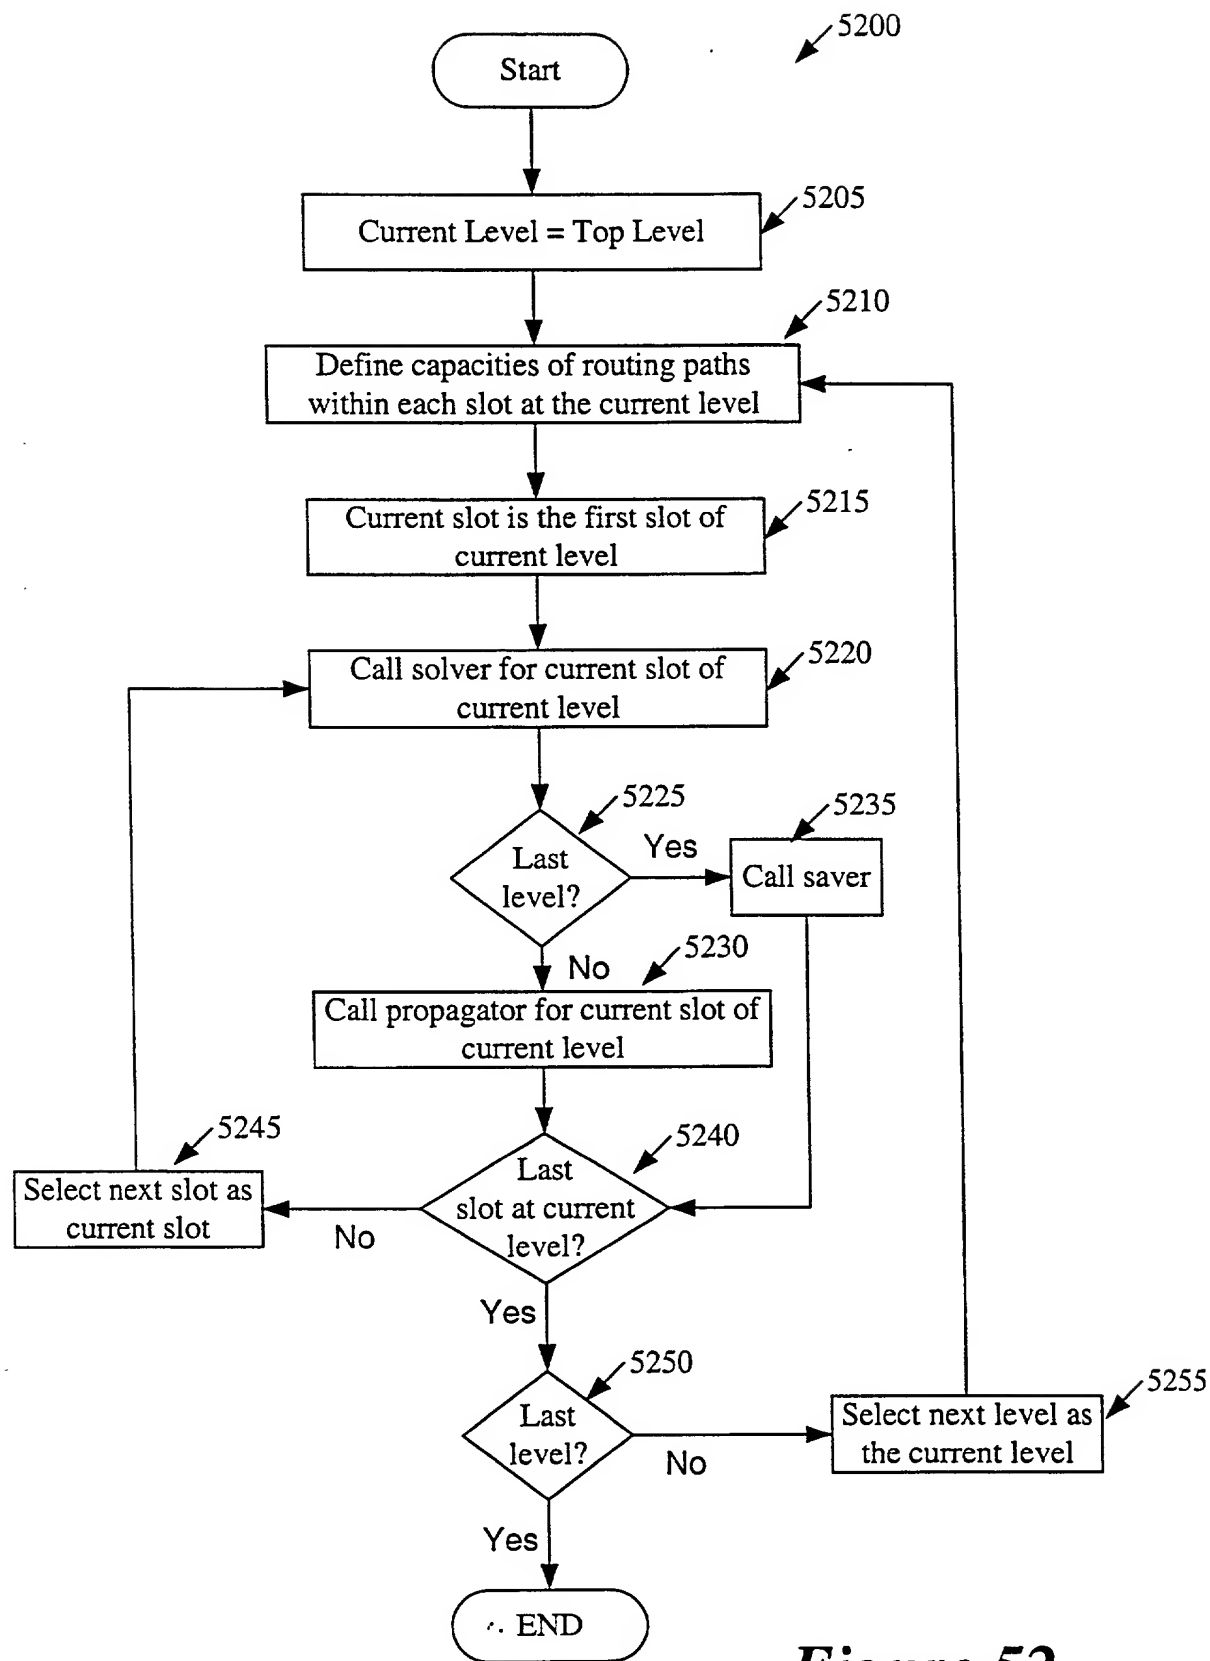 5200
Start
5205
Current Level = Top Level
5210
Define capacities of routing paths
within each slot at the current level
5215
Current slot is the first slot of
current level
5220
Call solver for current slot of
current level
5225
Last
level?
Yes
5235
Call saver
No
5230
Call propagator for current slot of
current level
5240
Last
slot at current
level?
5245
Select next slot as
current slot
No
Yes
5250
Last
level?
No
5255
Select next level as
the current level
Yes
END
Figure 52